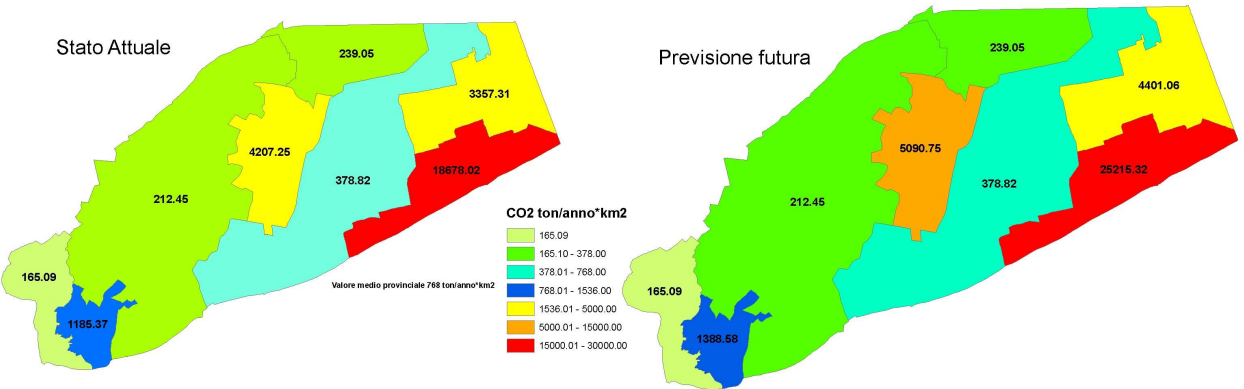 Stato Attuale
239.05
3357.31
4207.25
18678.02
378.82
212.45
165.09
1185.37
Valore medio provinciale 768 ton/anno*km2
CO2 ton/anno*km2
165.09
165.10 - 378.00
378.01 - 768.00
768.01 - 1536.00
1536.01 - 5000.00
5000.01 - 15000.00
15000.01 - 30000.00
Previsione futura
239.05
4401.06
5090.75
25215.32
378.82
212.45
165.09
1388.58